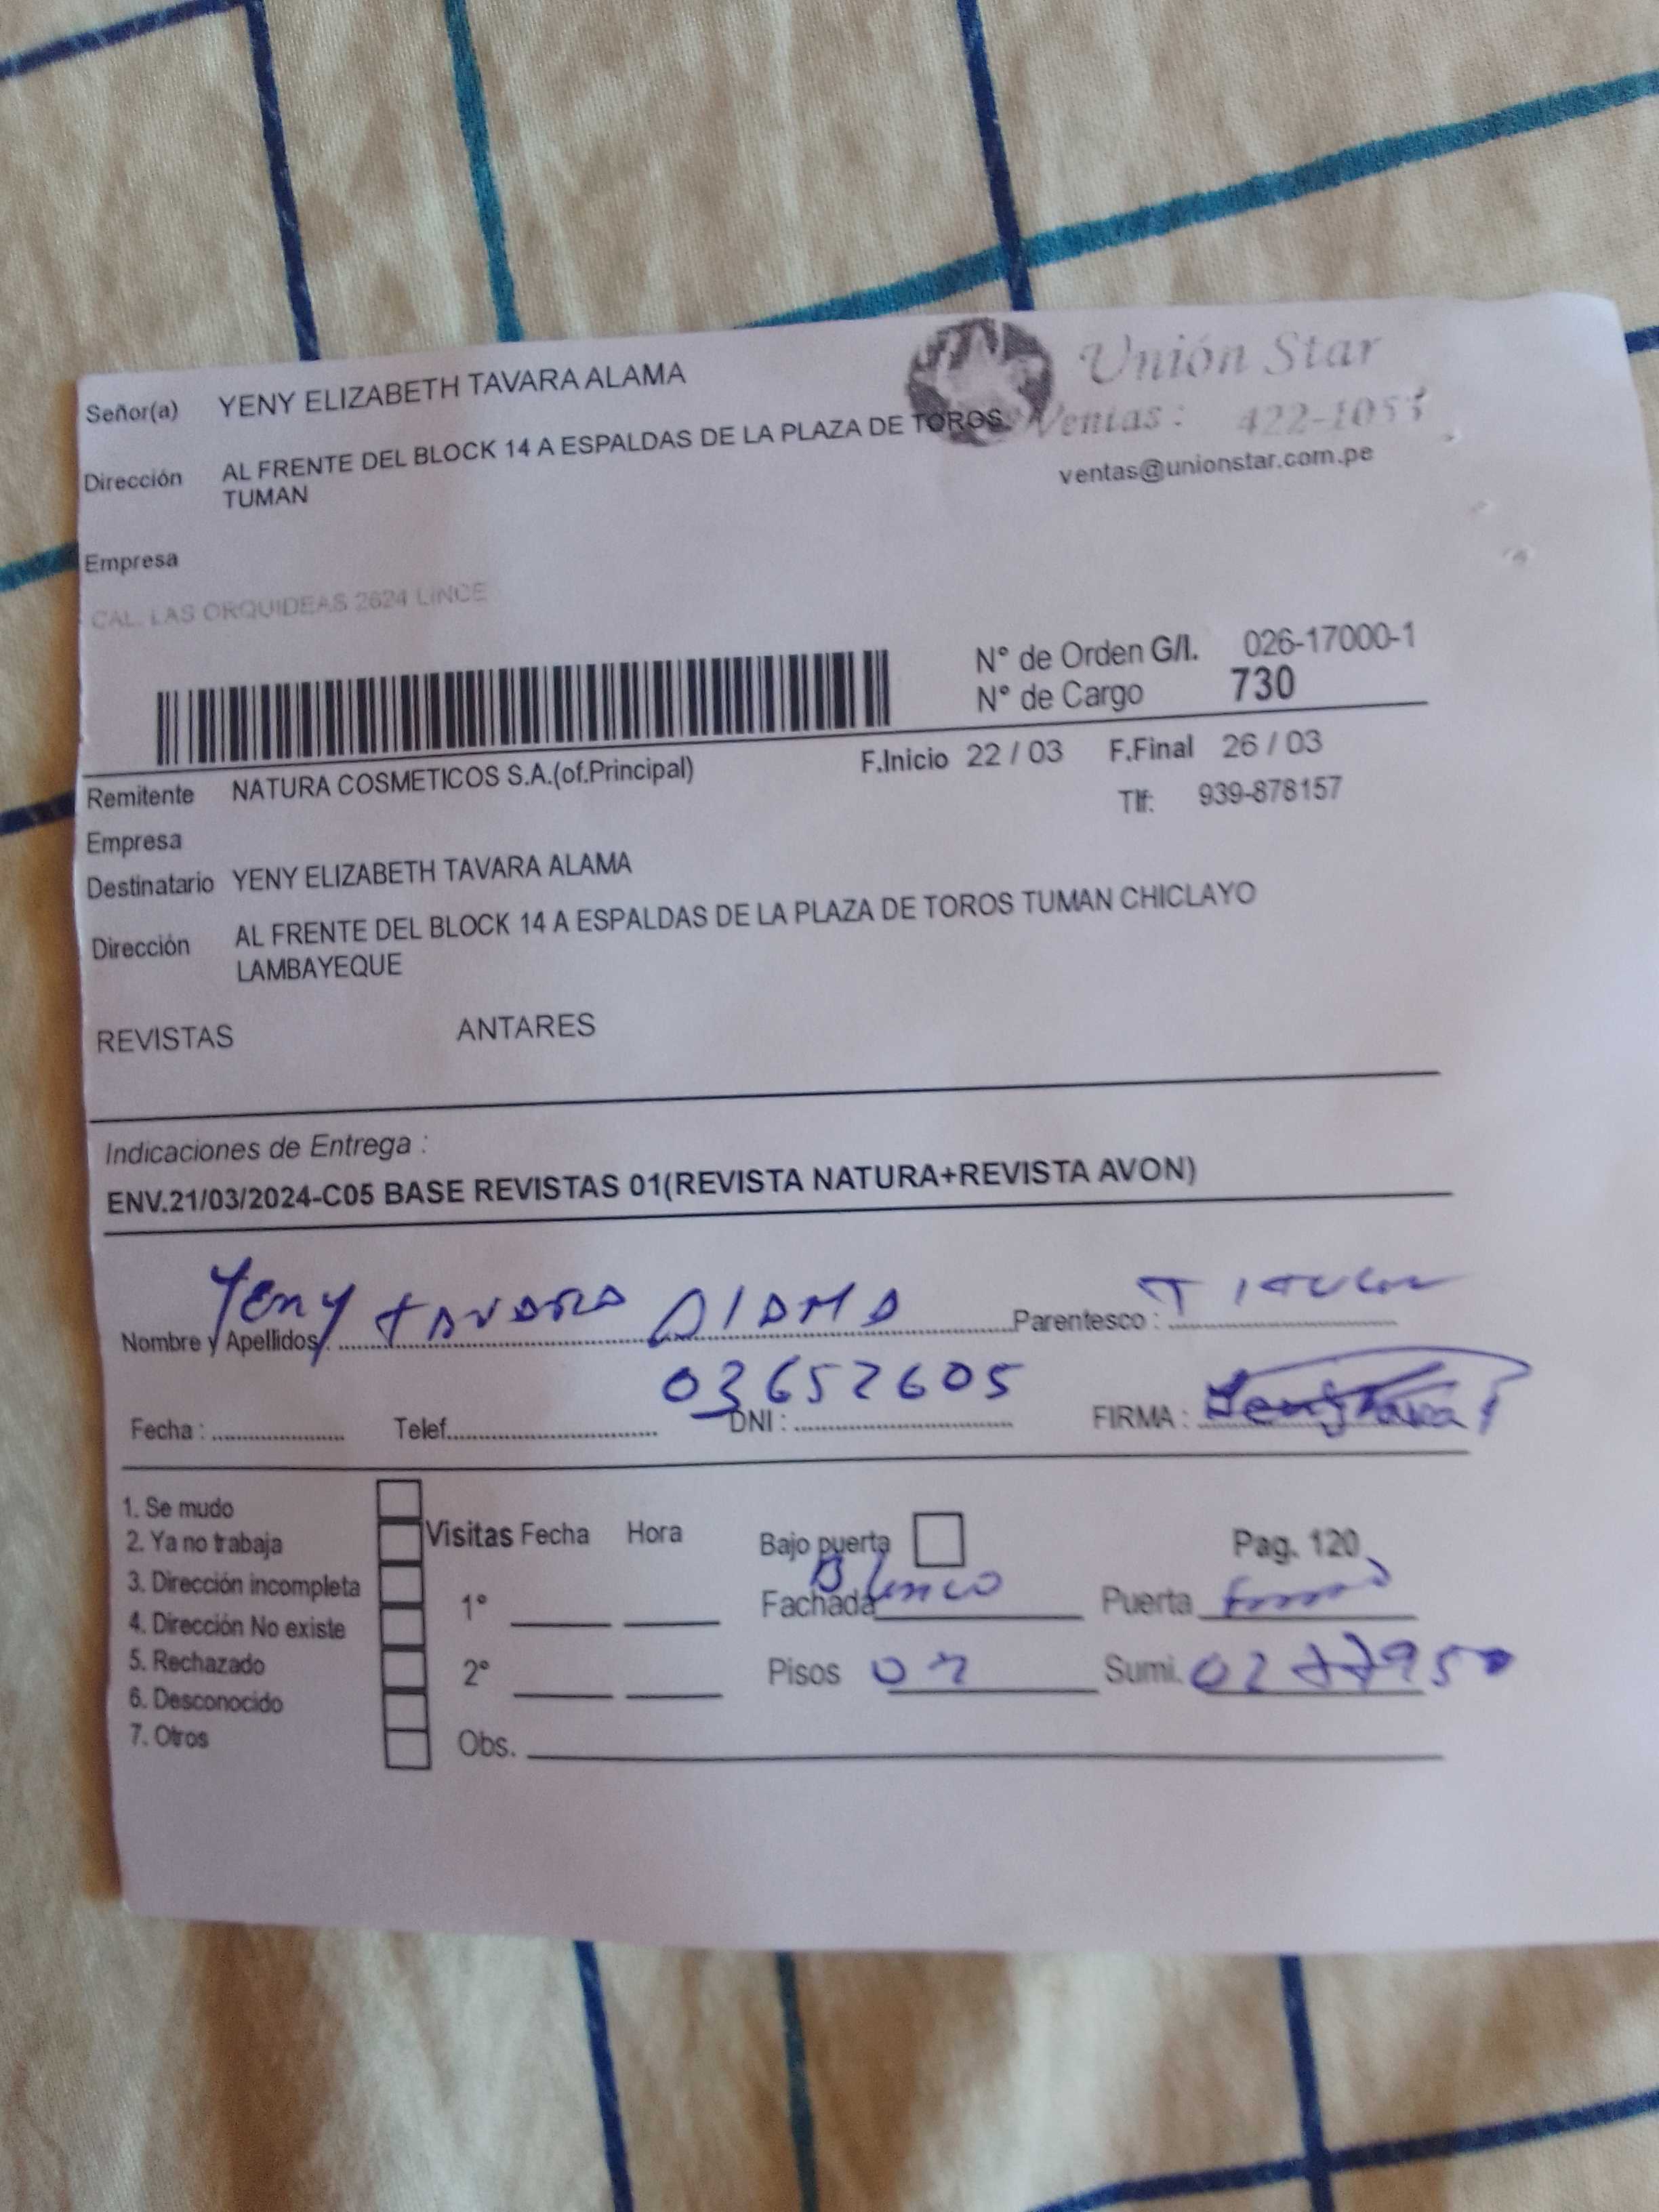 Unión Star
Señor(a) YENY ELIZABETH TAVARA ALAMA
Ventas: 422-105
Dirección AL FRENTE DEL BLOCK 14 A ESPALDAS DE LA PLAZA DE TOROS
TUMAN
ventas@unionstar.com.pe
Empresa
CAL. LAS ORQUIDEAS 2624 LINCE
N° de Orden G/I. 026-17000-1
N° de Cargo 730
Remitente NATURA COSMETICOS S.A.(of.Principal) F.Inicio 22 / 03 F.Final 26 / 03
Tlf: 939-878157
Empresa
Destinatario YENY ELIZABETH TAVARA ALAMA
Dirección AL FRENTE DEL BLOCK 14 A ESPALDAS DE LA PLAZA DE TOROS TUMAN CHICLAYO
LAMBAYEQUE
REVISTAS ANTARES
Indicaciones de Entrega :
ENV.21/03/2024-C05 BASE REVISTAS 01(REVISTA NATURA+REVISTA AVON)
Nombre y Apellidos: Yeny TAVARA AlAMA Parentesco : Titular
Fecha : Telef. DNI : 03652605 FIRMA :
1. Se mudo
2. Ya no trabaja
3. Dirección incompleta
4. Dirección No existe
5. Rechazado
6. Desconocido
7. Otros
Visitas Fecha Hora
1°
2°
Obs.
Bajo puerta Pag. 120
Fachada Blanco Puerta
Pisos 02 Sumi.